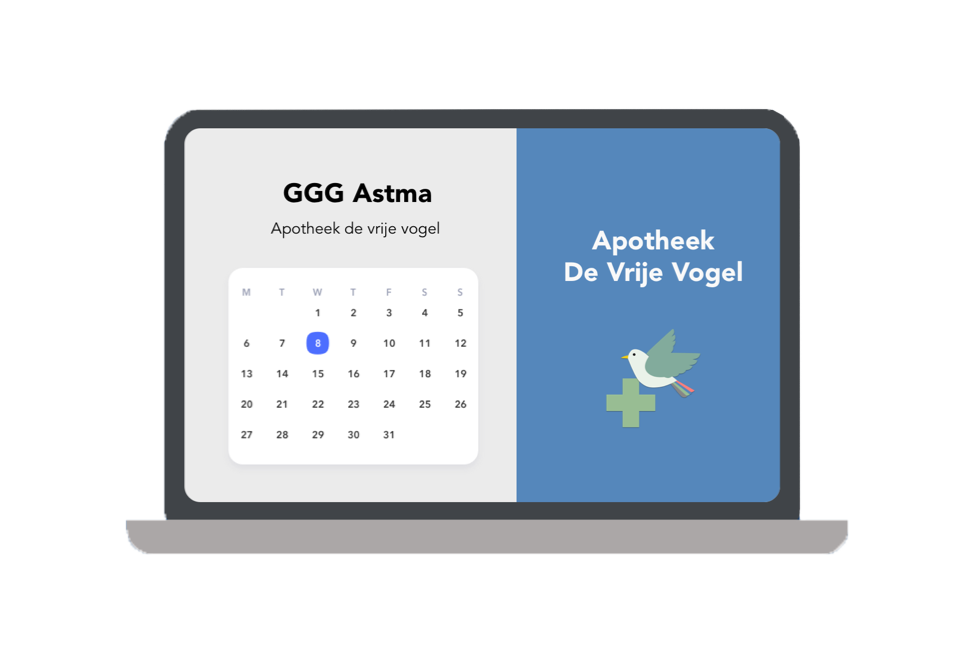 GGG Astma
Apotheek de vrije vogel
M T W T F S S
1 2 3 4 5
6 7 8 9 10 11 12
13 14 15 16 17 18 19
20 21 22 23 24 25 26
27 28 29 30 31
Apotheek
De Vrije Vogel